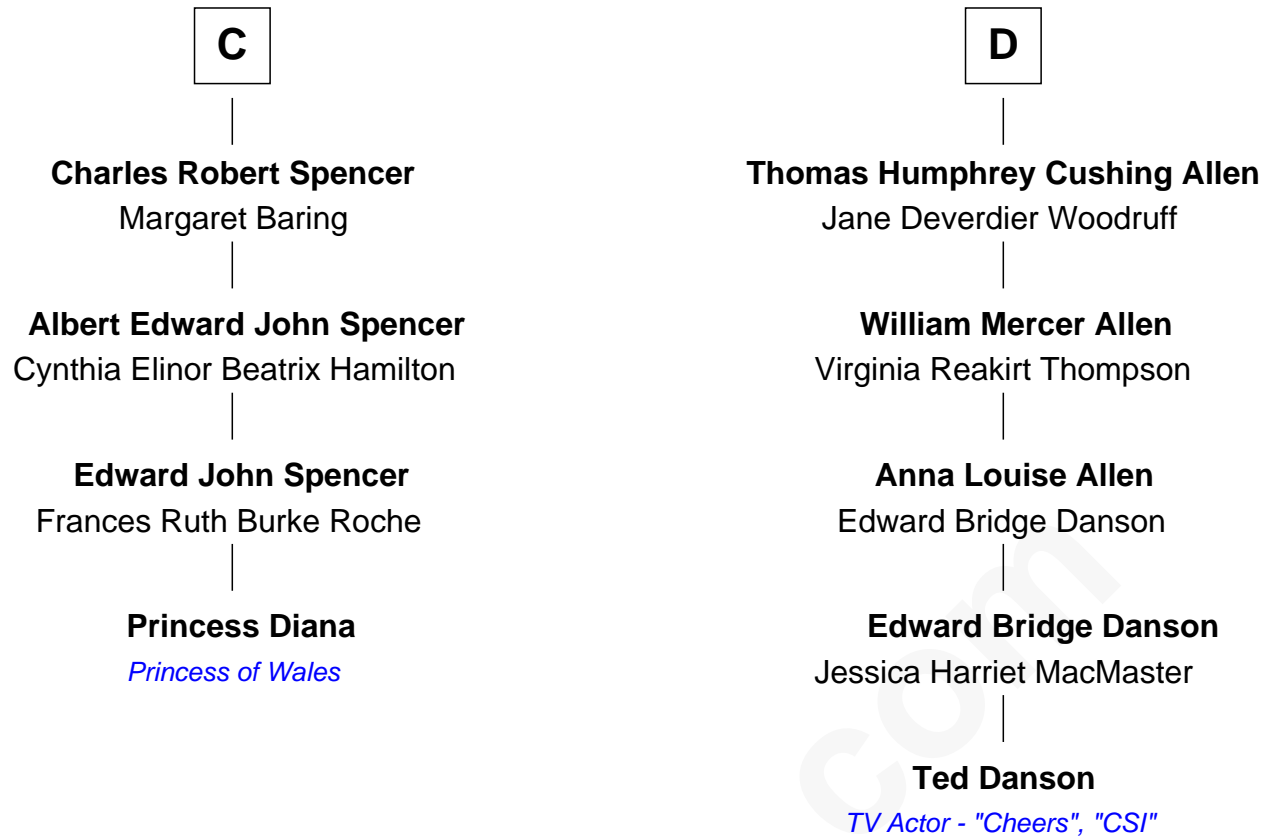 C
Charles Robert Spencer
Margaret Baring
Albert Edward John Spencer
Cynthia Elinor Beatrix Hamilton
Edward John Spencer
Frances Ruth Burke Roche
Princess Diana
Princess of Wales
D
Thomas Humphrey Cushing Allen
Jane Deverdier Woodruff
William Mercer Allen
Virginia Reakirt Thompson
Anna Louise Allen
Edward Bridge Danson
Edward Bridge Danson
Jessica Harriet MacMaster
Ted Danson
TV Actor - "Cheers", "CSI"
com